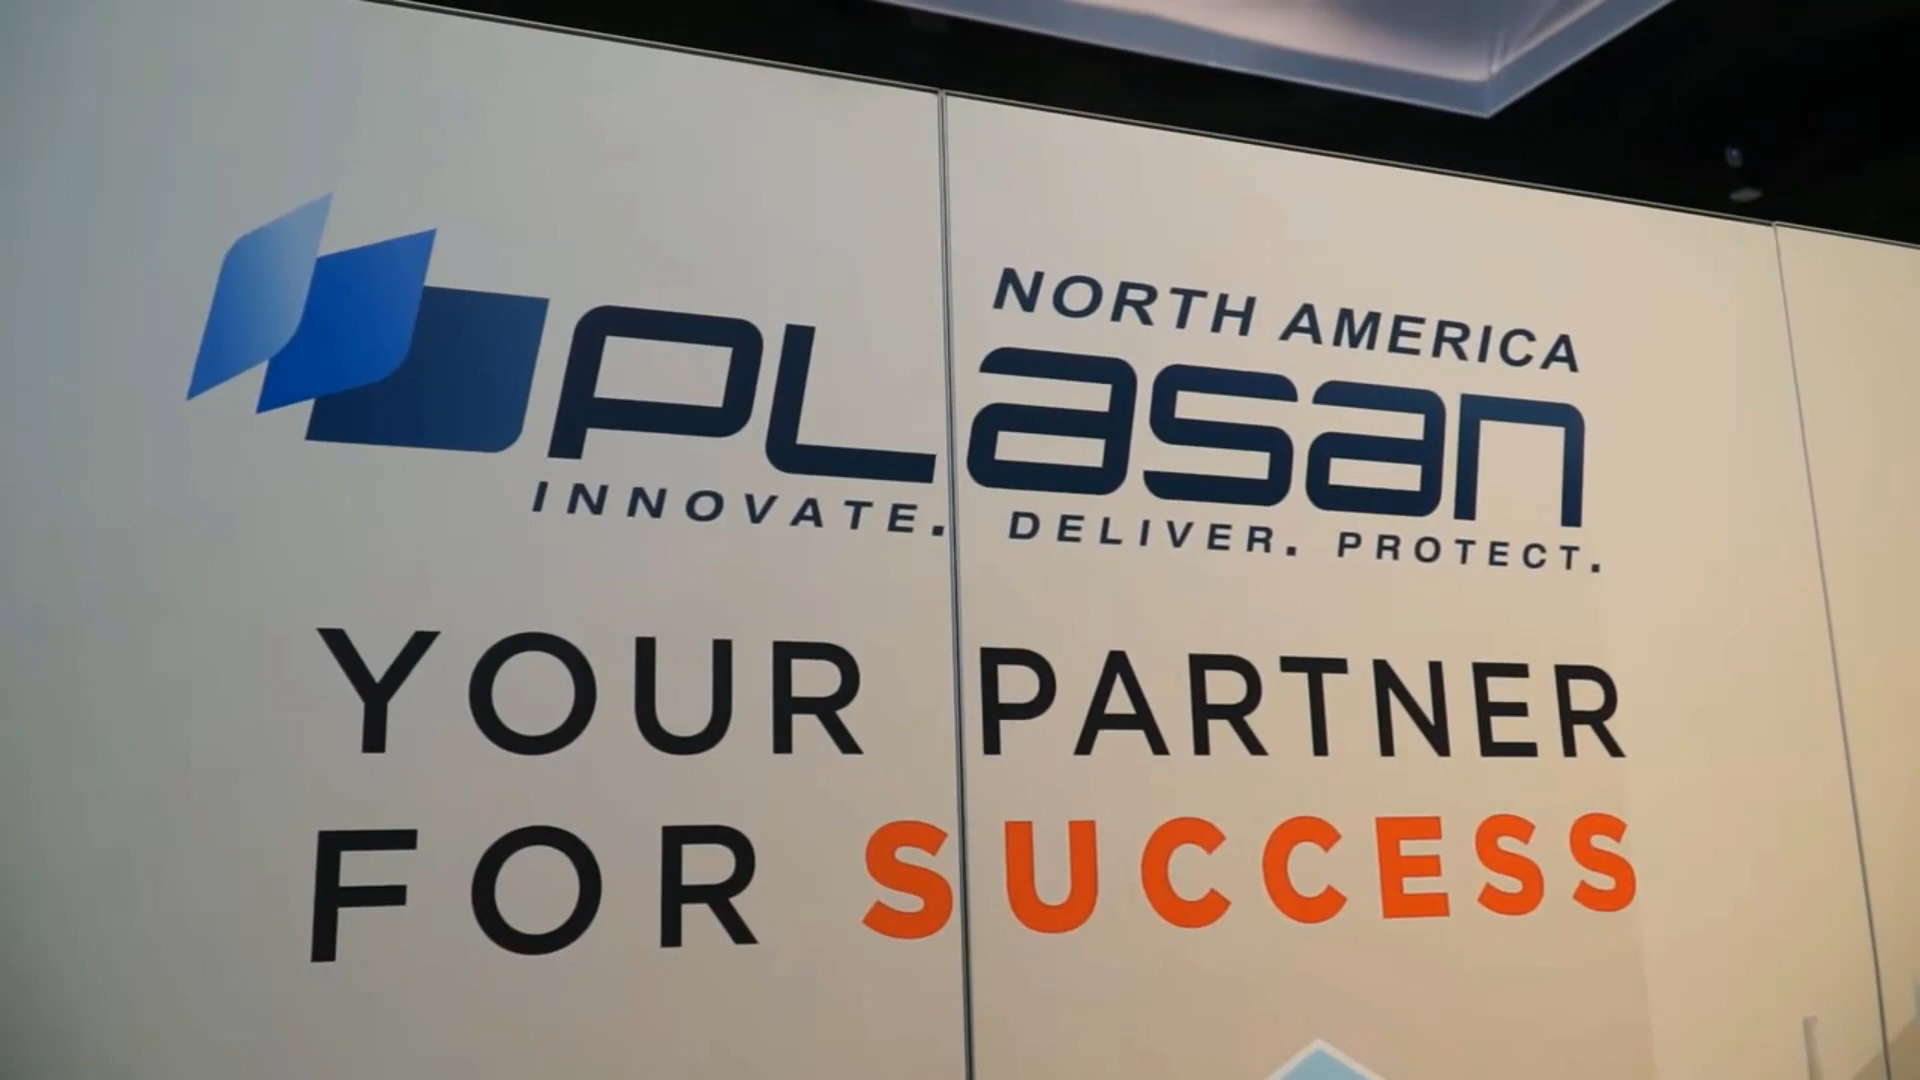 NORTH AMERICA
PLasan
INNOVATE. DELIVER. PROTECT.
YOUR PARTNER
FOR SUCCESS